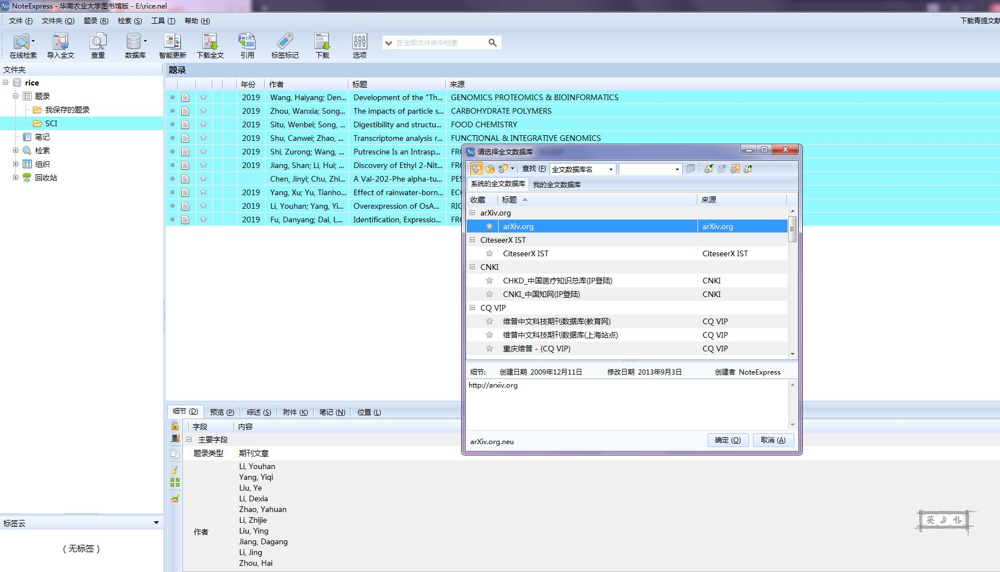 NoteExpress - 华南农业大学图书馆版 - E:\rice.nel
文件 (F) 文件夹 (O) 题录 (R) 检索 (S) 工具 (T) 帮助 (H) 下载青提文献
在线检索 导入全文 查重 数据库 智能更新 下载全文 引用 标签标记 下载 选项 在全部文件夹中检索
文件夹
rice
题录
我保存的题录
SCI
笔记
检索
组织
回收站
标签云
( 无标签 )
题录
年份 作者 标题 来源
2019 Wang, Haiyang; Den... Development of the "Th... GENOMICS PROTEOMICS & BIOINFORMATICS
2019 Zhou, Wanxia; Song... The impacts of particle s... CARBOHYDRATE POLYMERS
2019 Situ, Wenbei; Song, ... Digestibility and structu... FOOD CHEMISTRY
2019 Shu, Canwei; Zhao, ... Transcriptome analysis r... FUNCTIONAL & INTEGRATIVE GENOMICS
2019 Shi, Zurong; Wang, ... Putrescine Is an Intrasp... FRO
2019 Jiang, Shan; Li, Hui; ... Discovery of Ethyl 2-Nit... FRO
Chen, Jinyi; Chu, Zhi... A Val-202-Phe alpha-tu... PES
2019 Yang, Xu; Yu, Tianho... Effect of rainwater-born... ECO
2019 Li, Youhan; Yang, Yi... Overexpression of OsA... RIC
2019 Fu, Danyang; Dai, L... Identification, Expressio... FRO
请选择全文数据库
查找 (F) 全文数据库名
系统的全文数据库 我的全文数据库
收藏 标题 来源
arXiv.org
arXiv.org arXiv.org
CiteseerX IST
CiteseerX IST CiteseerX IST
CNKI
CHKD_中国医疗知识总库(IP登陆) CNKI
CNKI_中国知网(IP登陆) CNKI
CQ VIP
维普中文科技期刊数据库(教育网) CQ VIP
维普中文科技期刊数据库(上海站点) CQ VIP
重庆维普 - (CQ VIP) CQ VIP
细节: 创建日期 2009年12月11日 修改日期 2013年9月3日 创建者 NoteExpress
http://arxiv.org
arXiv.org.neu 确定 (O) 取消 (A)
细节 (D) 预览 (P) 综述 (S) 附件 (K) 笔记 (N) 位置 (L)
字段 内容
主要字段
题录类型 期刊文章
作者
Li, Youhan
Yang, Yiqi
Liu, Ye
Li, Dexia
Zhao, Yahuan
Li, Zhijie
Liu, Ying
Jiang, Dagang
Li, Jing
Zhou, Hai
英